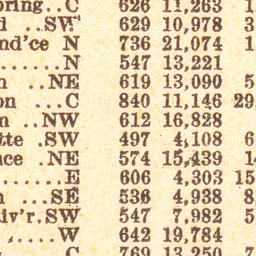 oring..C 626 11,263 1
d ...SW 629 10,978 3
nd'ce N 736 21,074 1
.......N 547 13,221
n ..NE 619 13,090 5
on ...C 840 11,146 29
n ..NW 612 16,828
tte .SW 497 4,108 6
nce .NE 574 15,439 14
.......E 606 4,303 15
n ...SE 536 4,938 8
div'r.SW 547 7,982 5
......W 642 19,784
C 769 13,250 7